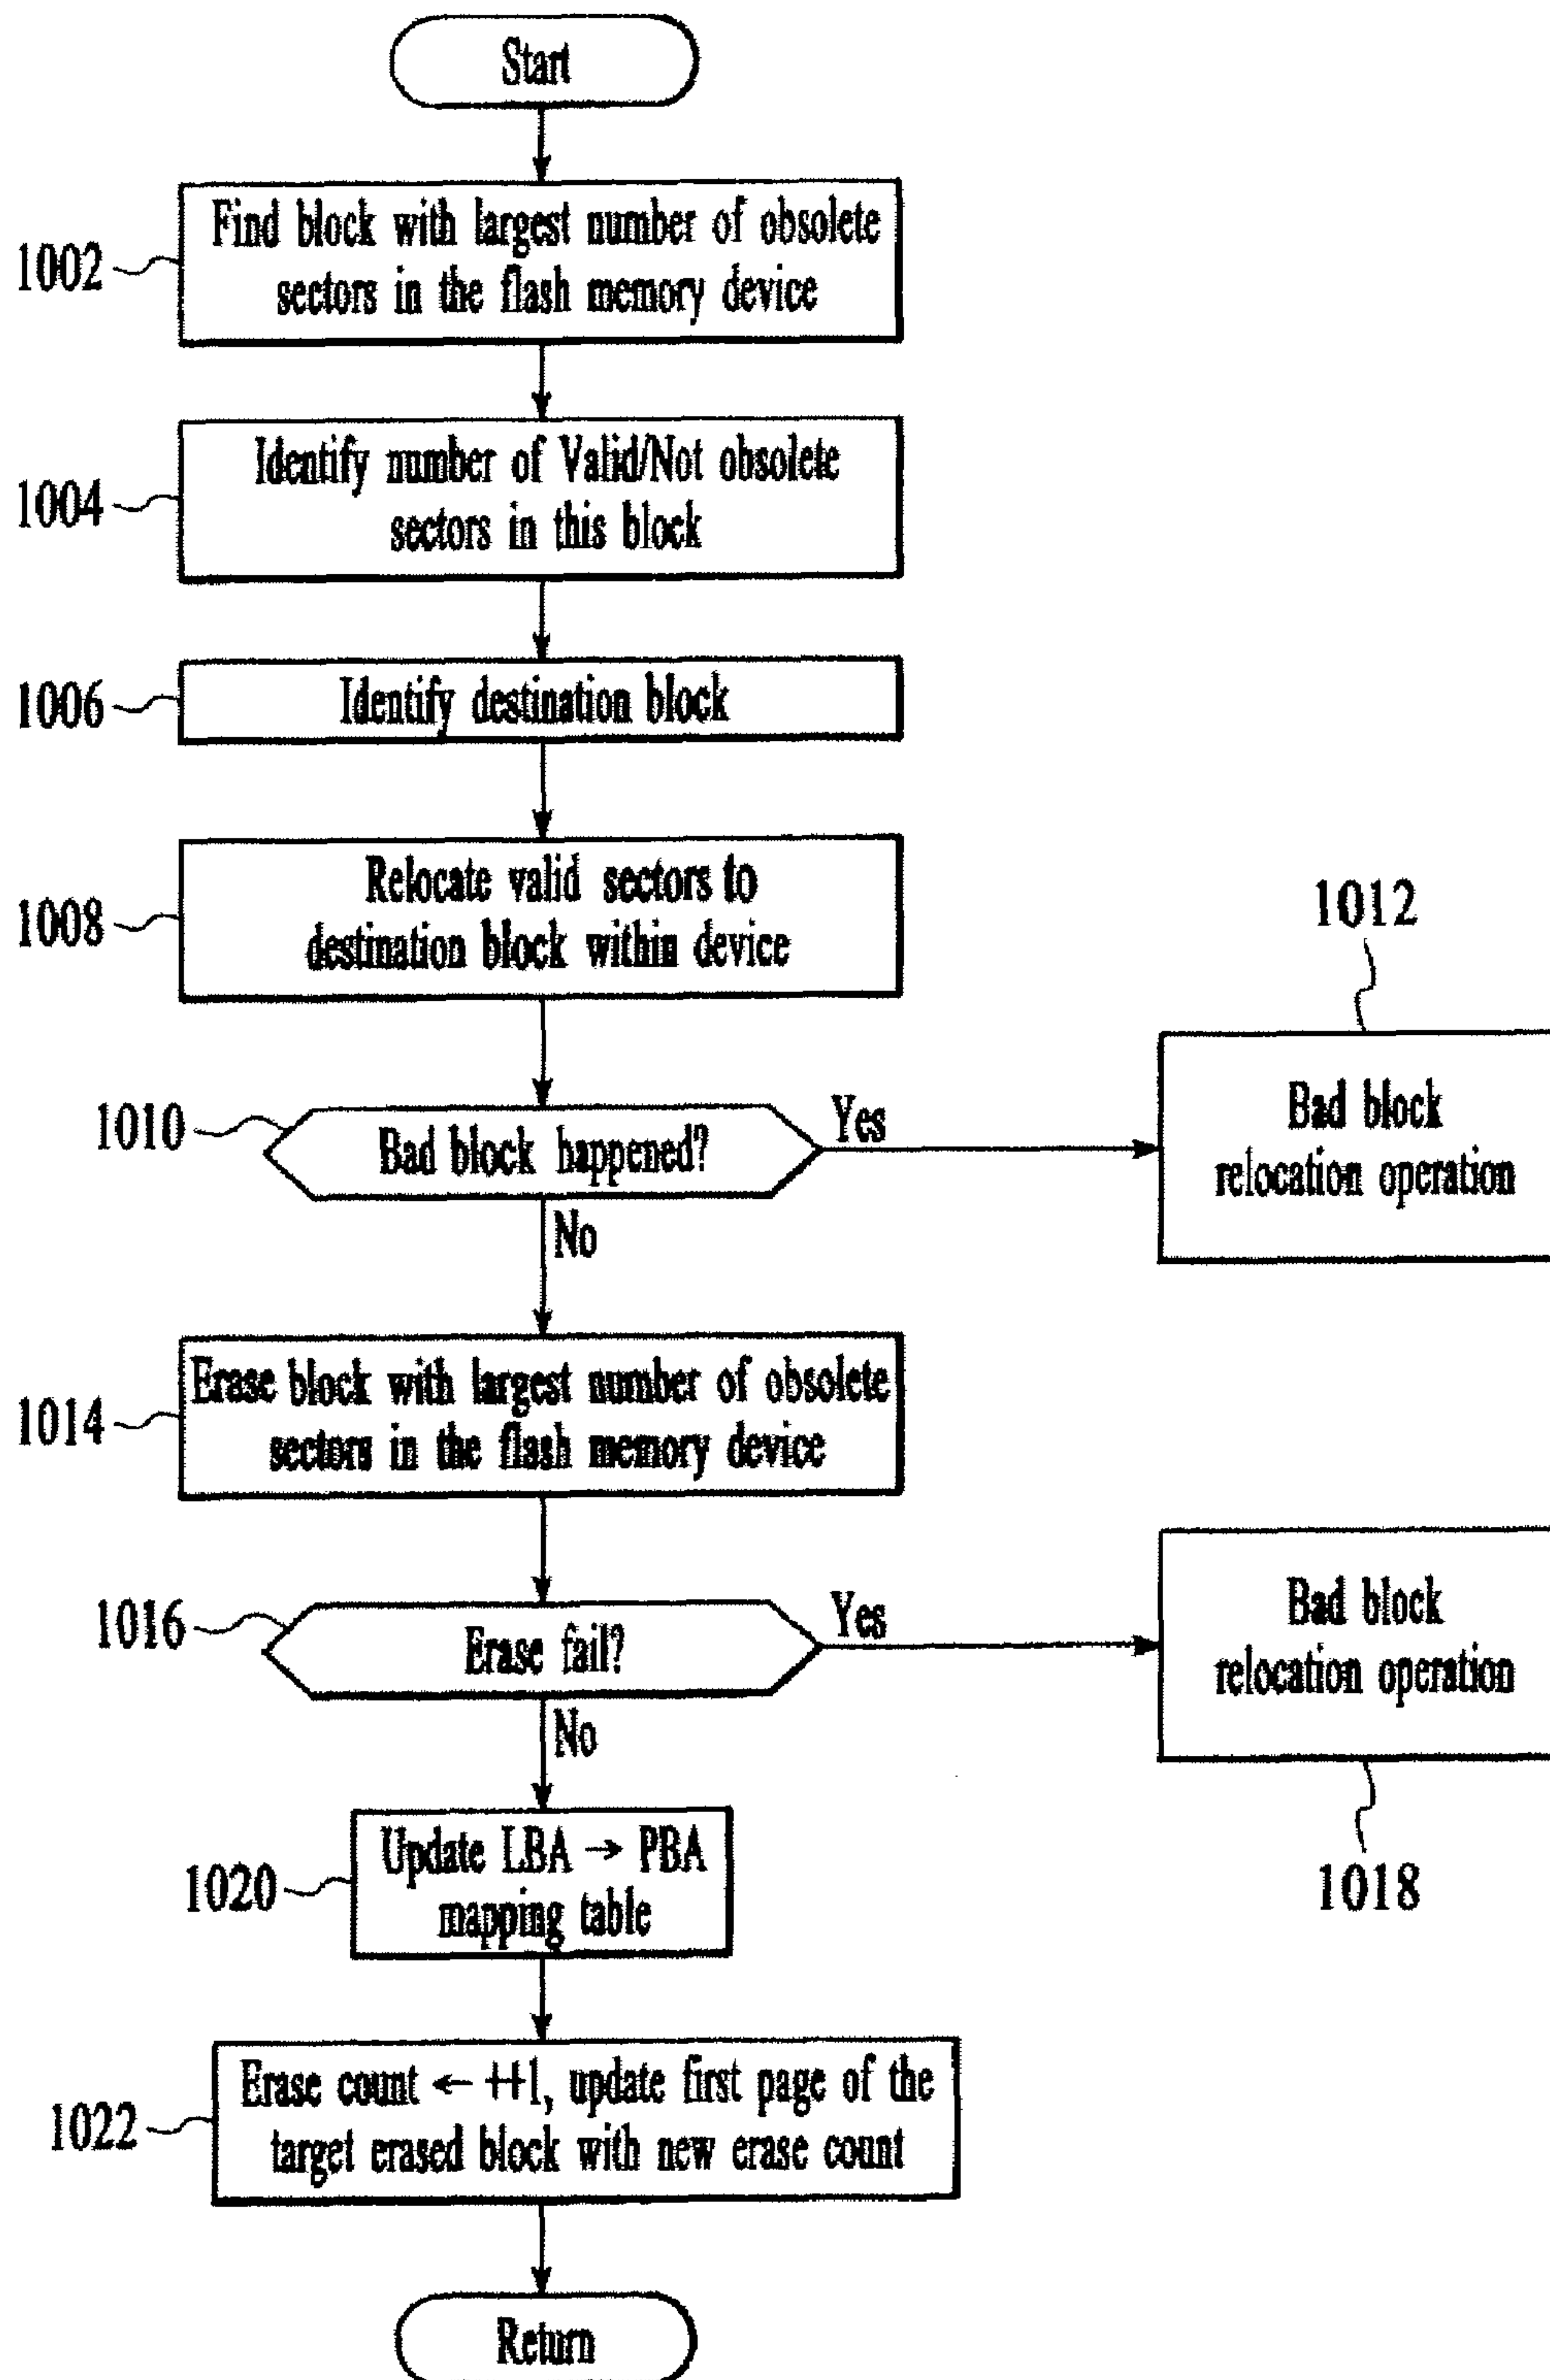 Start
1002
Find block with largest number of obsolete
sectors in the flash memory device
1004
Identify number of Valid/Not obsolete
sectors in this block
1006
Identify destination block
1008
Relocate valid sectors to
destination block within device
1012
1010
Bad block happened?
Yes
Bad block
relocation operation
No
1014
Erase block with largest number of obsolete
sectors in the flash memory device
1016
Erase fail?
Yes
Bad block
relocation operation
No
1018
1020
Update LBA → PBA
mapping table
1022
Erase count ← ++1, update first page of the
target erased block with new erase count
Return